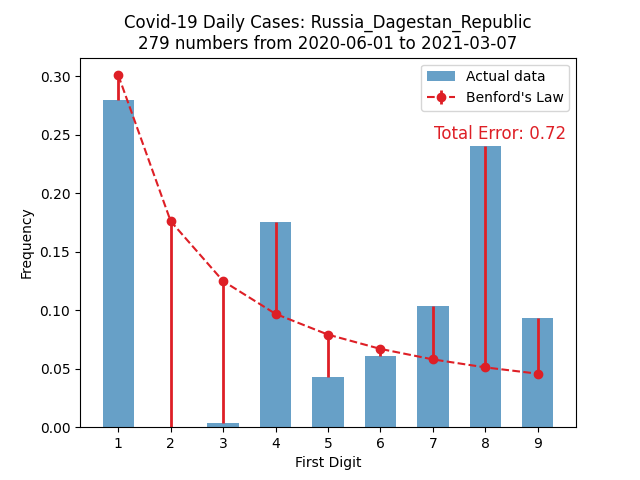 Covid-19 Daily Cases: Russia_Dagestan_Republic
279 numbers from 2020-06-01 to 2021-03-07
Actual data
Benford's Law
Total Error: 0.72
Frequency
0.30
0.25
0.20
0.15
0.10
0.05
0.00
1 2 3 4 5 6 7 8 9
First Digit